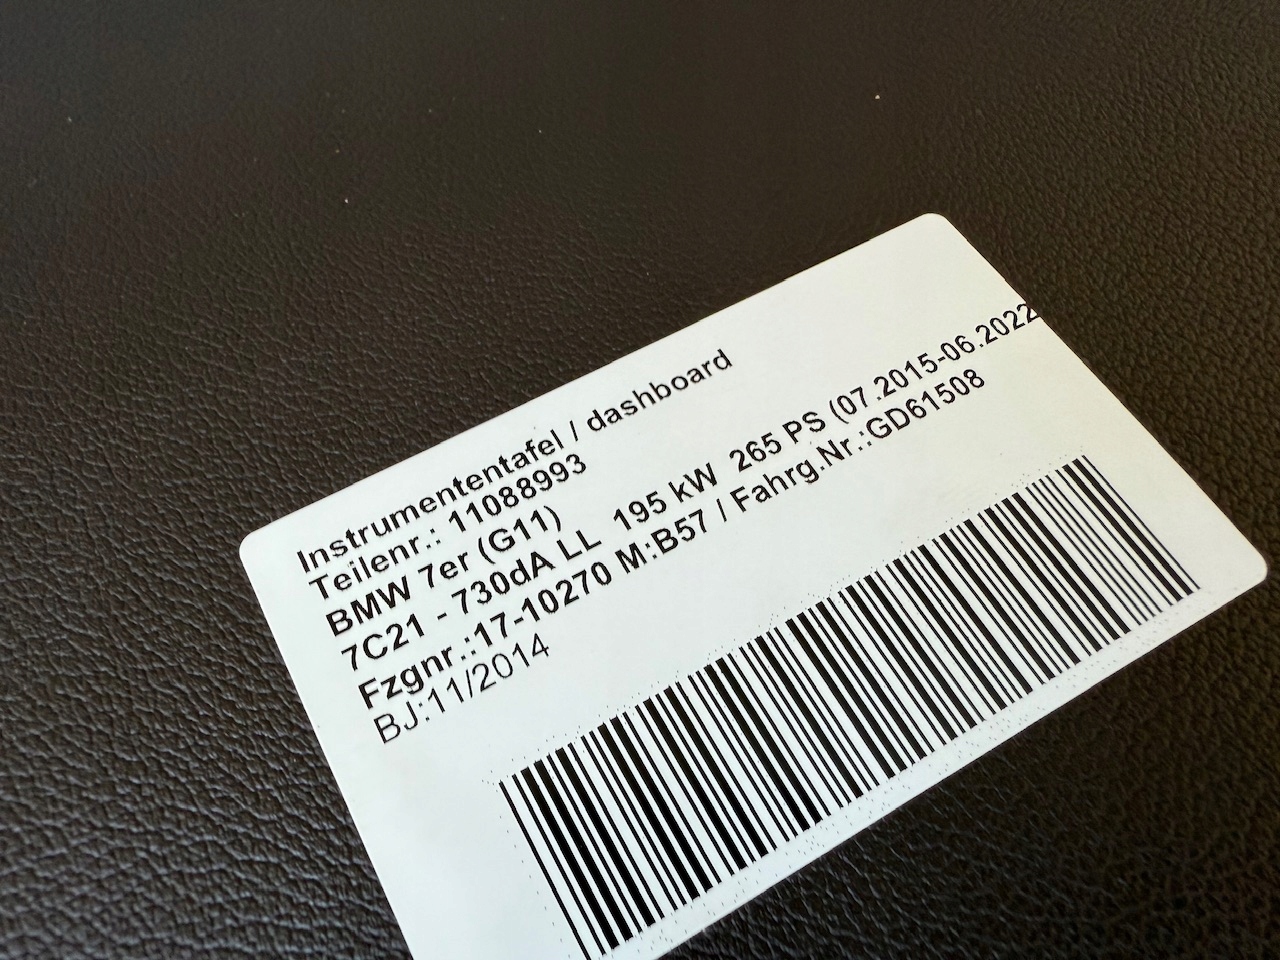 Instrumententafel / dashboard
Teilenr.: 11088993
BMW 7er (G11)
7C21 - 730dA LL 195 kW 265 PS (07.2015-06.2022
Fzgnr.:17-10270 M:B57 / Fahrg.Nr.:GD61508
BJ:11/2014